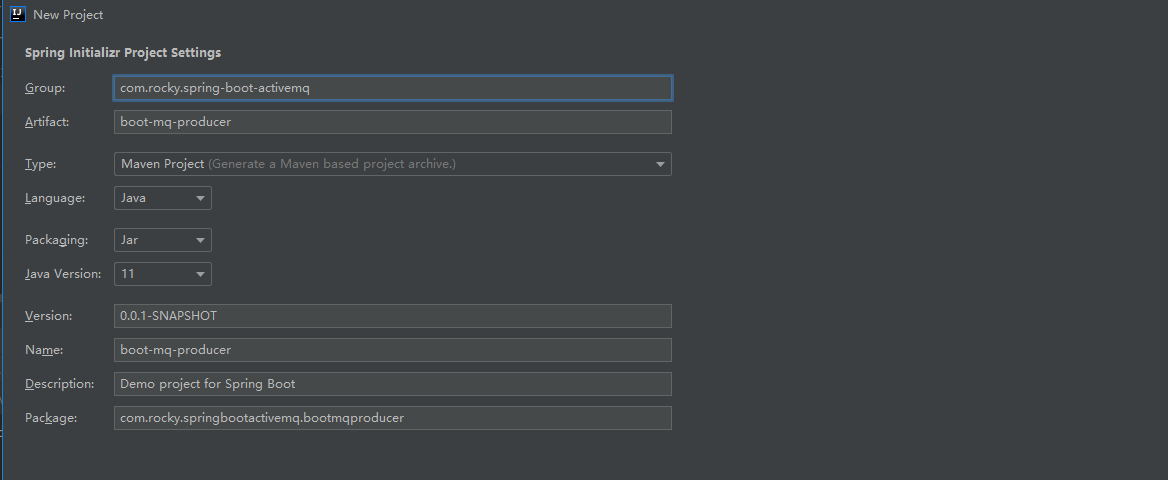 IJ New Project
Spring Initializr Project Settings
Group: com.rocky.spring-boot-activemq
Artifact: boot-mq-producer
Type: Maven Project (Generate a Maven based project archive.)
Language: Java
Packaging: Jar
Java Version: 11
Version: 0.0.1-SNAPSHOT
Name: boot-mq-producer
Description: Demo project for Spring Boot
Package: com.rocky.springbootactivemq.bootmqproducer